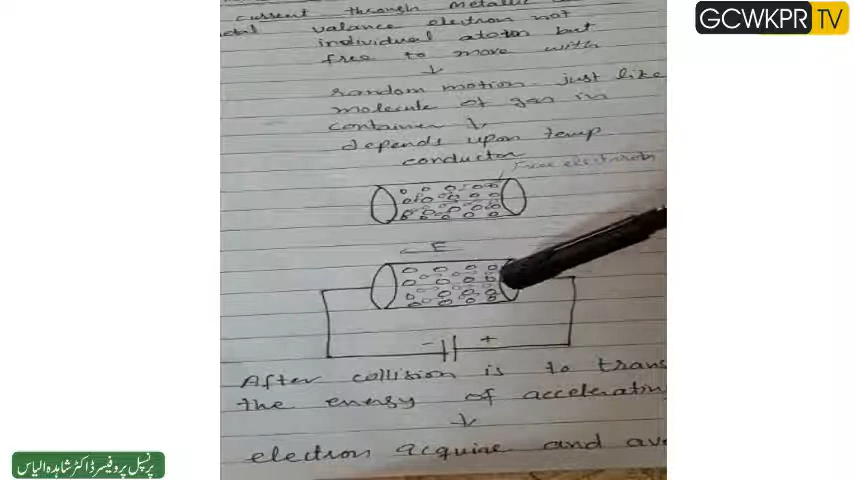 GCWKPR TV
current through metallic
valance electron not
individual atom but
free to move with
random motion just like
molecule of gas in
container
depends upon temp
conductor
Free electron
E
- +
After collision is to trans
the energy of accelerating
electron acquire and av
پرنسپل پروفیسر ڈاکٹر شاہدہ الیاس